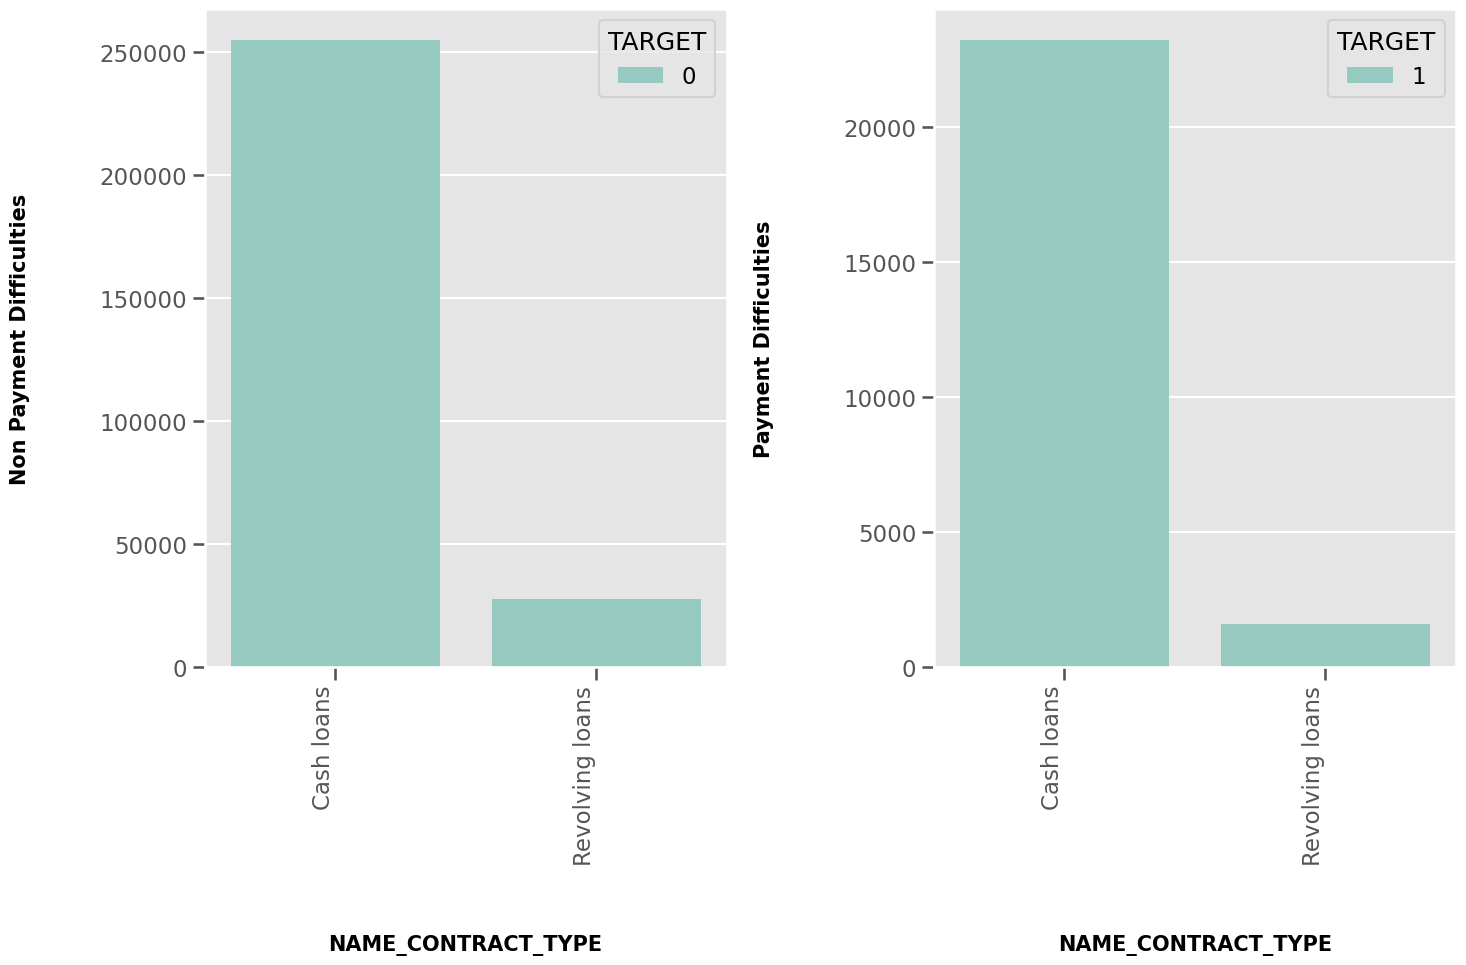 TARGET
0
250000
200000
150000
100000
50000
0
Non Payment Difficulties
Cash loans
Revolving loans
NAME_CONTRACT_TYPE
TARGET
1
20000
15000
10000
5000
0
Payment Difficulties
Cash loans
Revolving loans
NAME_CONTRACT_TYPE